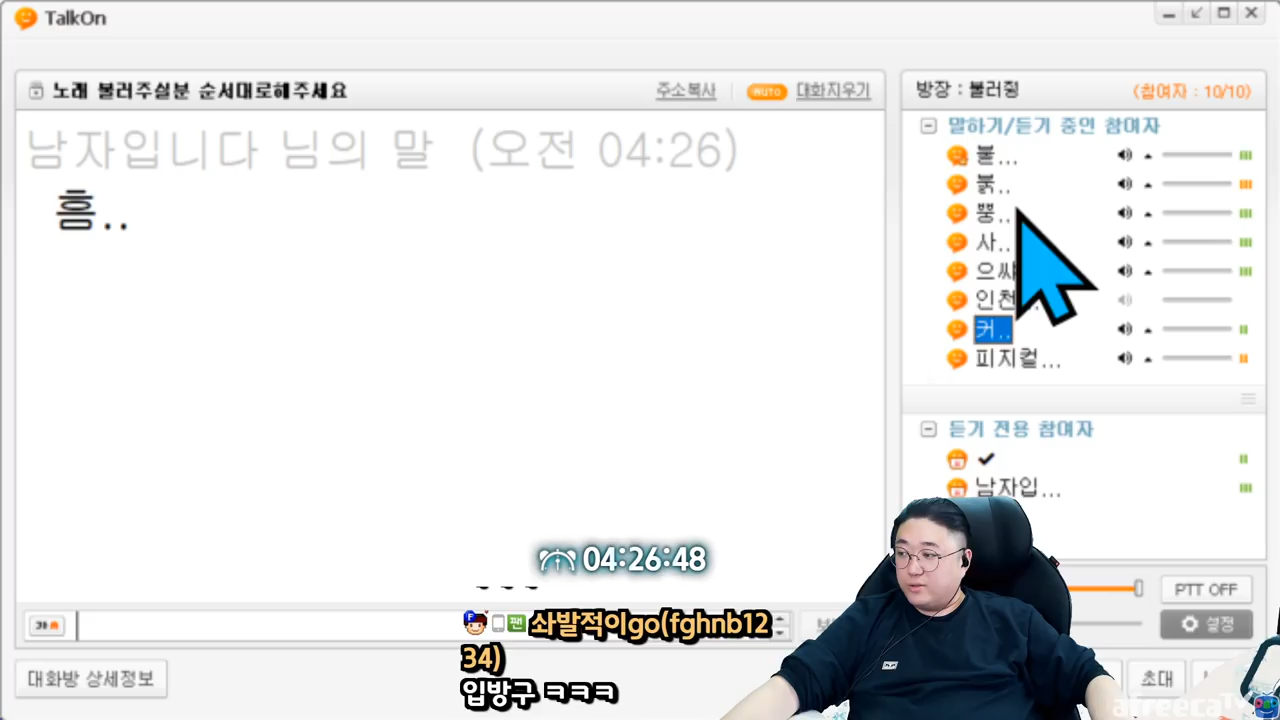 TalkOn
노래 불러주실분 순서대로해주세요
주소복사
AUTO
대화지우기
남자입니다 님의 말 (오전 04:26)
흠..
방장 : 불러줭
(참여자 : 10/10)
말하기/듣기 중인 참여자
붙...
붉..
뿡..
사..
으쌰
인천
커..
피지컬...
듣기 전용 참여자
✔
남자입...
04:26:48
PTT OFF
설정
가
팬 솨발적이go(fghnb12
34)
입방구 ㅋㅋㅋ
대화방 상세정보
초대
afreecaTV